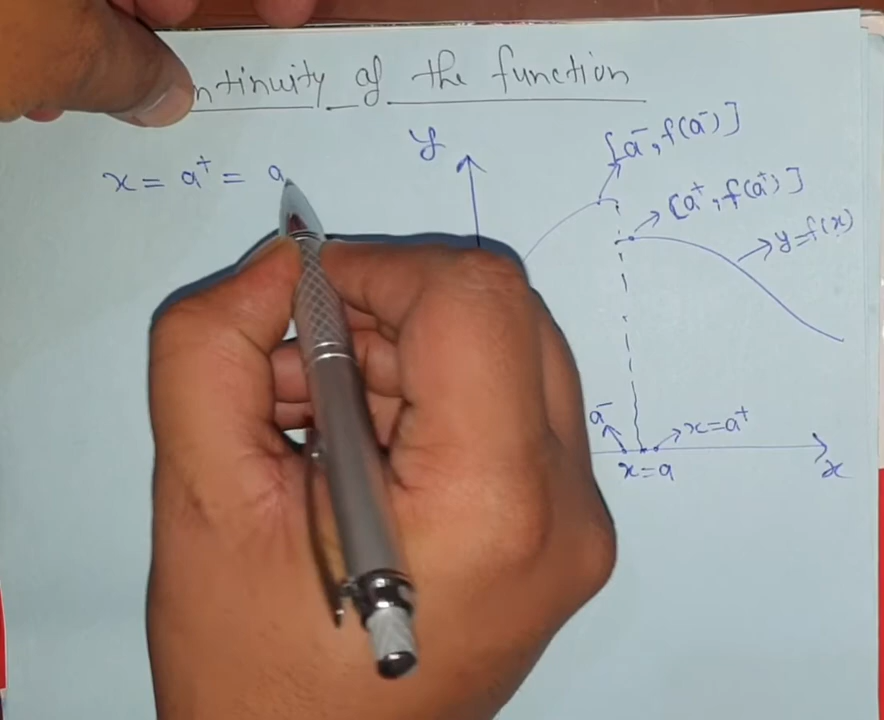 ntinuity of the function
x = a⁺ = a
y
[a⁻, f(a⁻)]
[a⁺, f(a⁺)]
y=f(x)
a⁻
x=a⁺
x=a
x